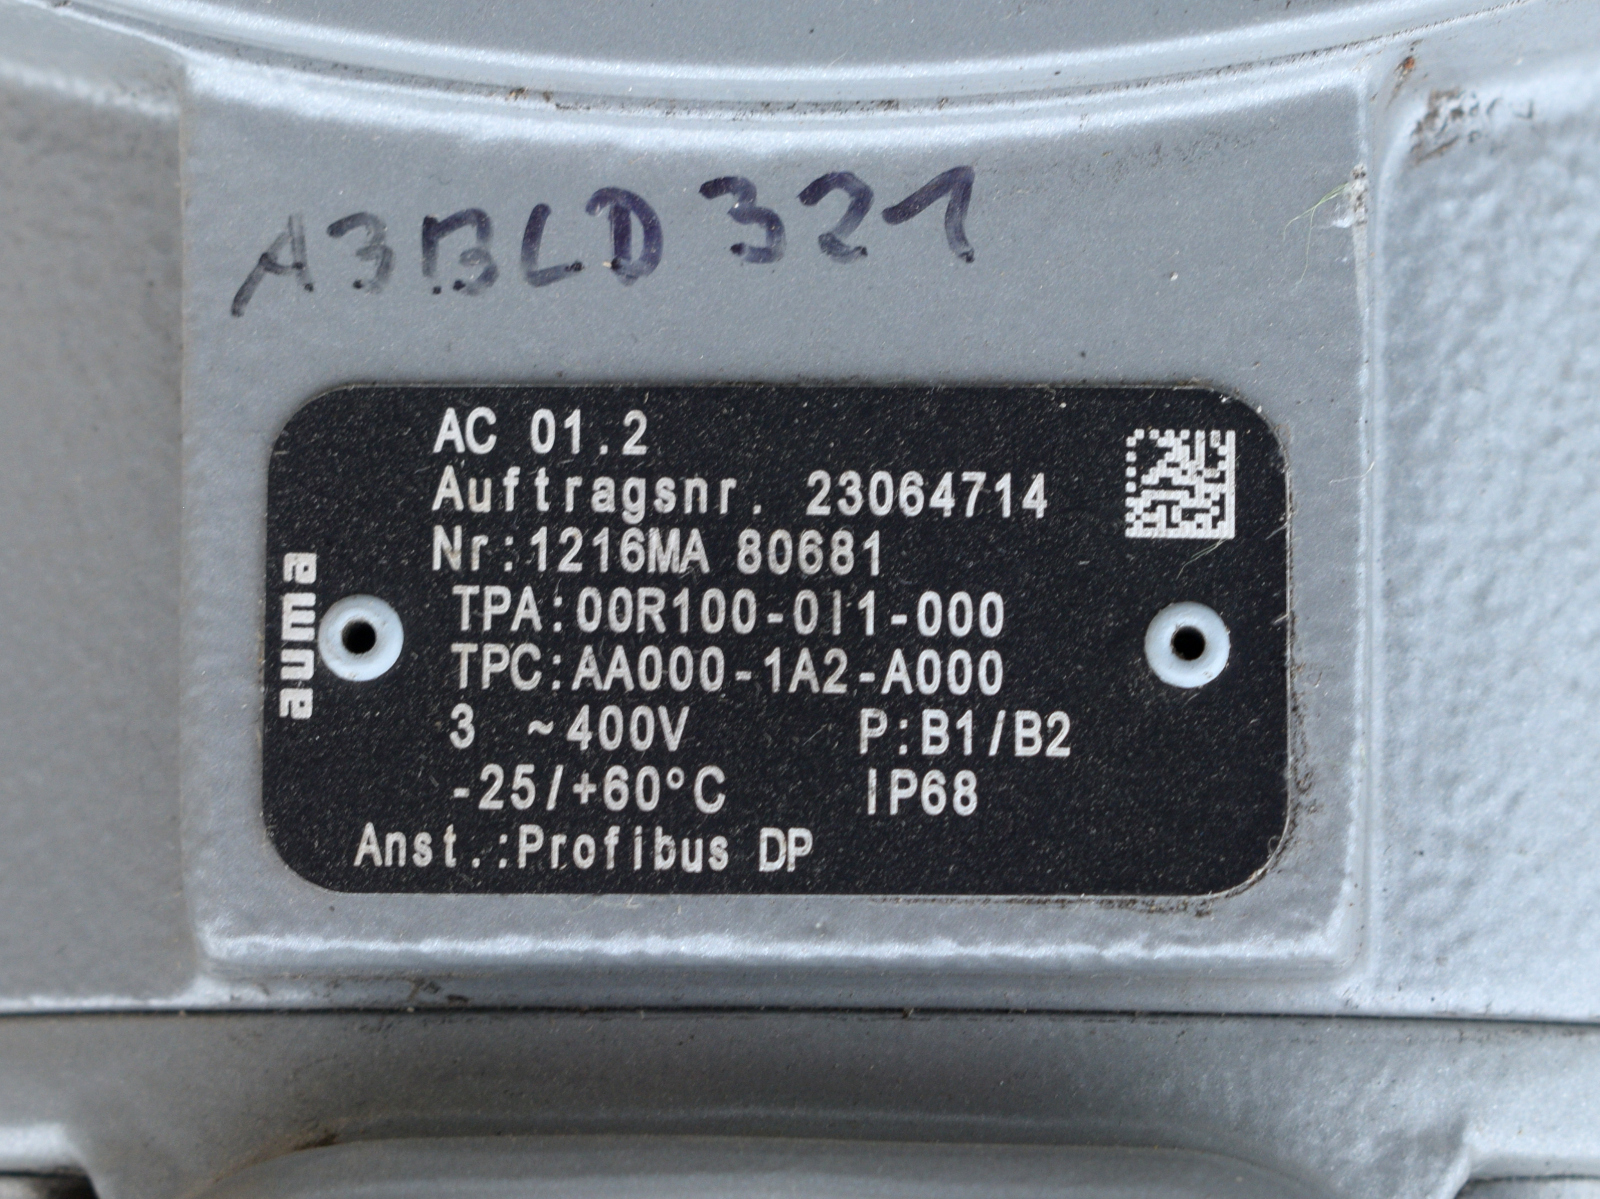 A3BLD321
AC 01.2
Auftragsnr. 23064714
Nr:1216MA 80681
TPA:00R100-0I1-000
TPC:AA000-1A2-A000
3 ~400V P:B1/B2
-25/+60°C IP68
Anst.:Profibus DP
auma